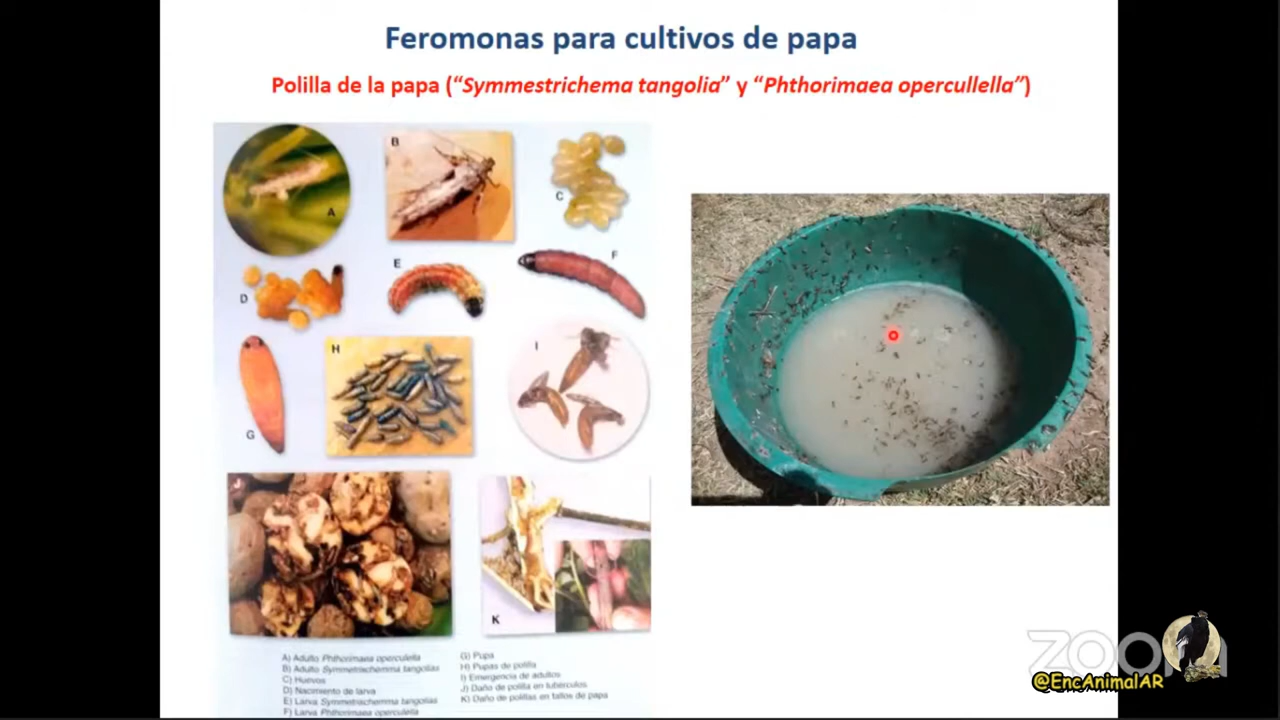 Feromonas para cultivos de papa
Polilla de la papa (“Symmestrichema tangolia” y “Phthorimaea opercullella”)
A
B
C
D
E
F
G
H
I
J
K
A) Adulto Phthorimaea operculella
B) Adulto Symmetrischemma tangolias
C) Huevos
D) Nacimiento de larva
E) Larva Symmetrischemma tangolias
F) Larva Phthorimaea operculella
G) Pupa
H) Pupas de polilla
I) Emergencia de adultos
J) Daño de polilla en tubérculos
K) Daño de polillas en tallos de papa
zoom
@EncAnimalAR